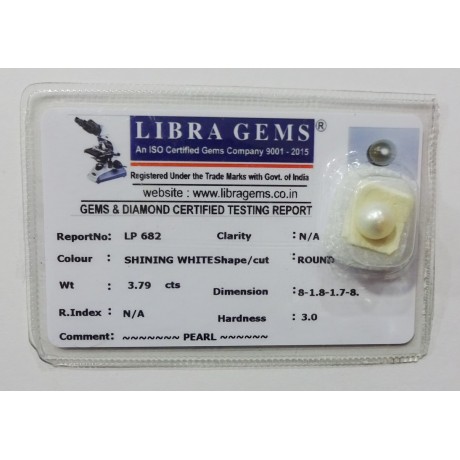 LIBRA GEMS®
An ISO Certified Gems Company 9001 - 2015
Registered Under the Trade Marks with Govt. of India
website : www.libragems.co.in
GEMS & DIAMOND CERTIFIED TESTING REPORT
ReportNo: LP 682 Clarity : N/A
Colour : SHINING WHITE Shape/cut : ROUND
Wt : 3.79 cts Dimension : 8-1.8-1.7-8.
R.Index : N/A Hardness : 3.0
Comment: ~~~~~~~ PEARL ~~~~~~